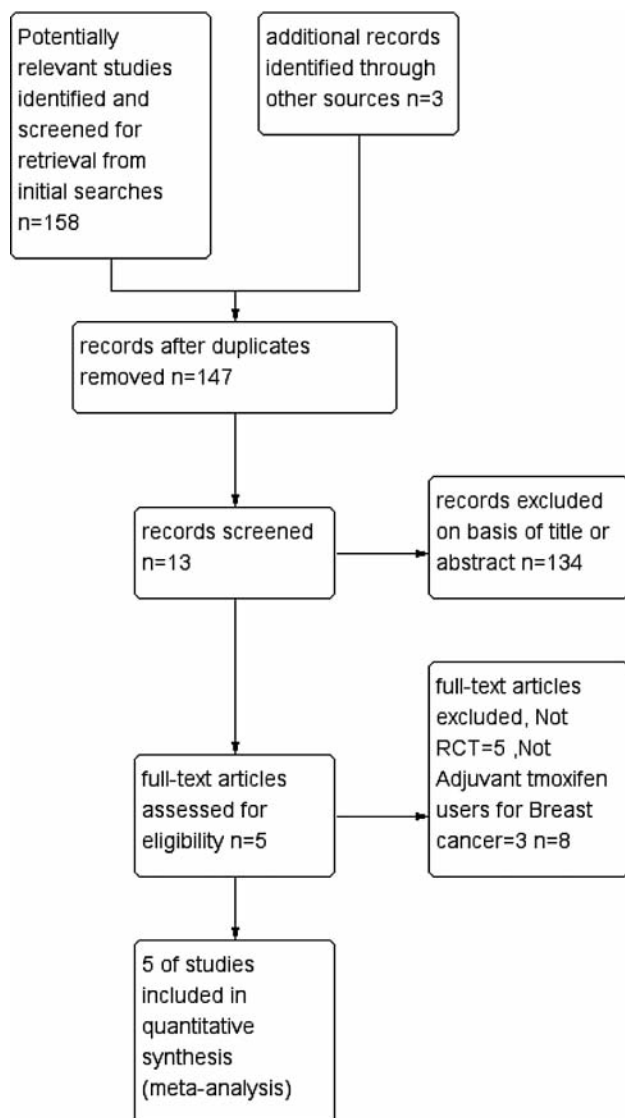 Potentially
relevant studies
identified and
screened for
retrieval from
initial searches
n=158
additional records
identified through
other sources n=3
records after duplicates
removed n=147
records screened
n=13
records excluded
on basis of title or
abstract n=134
full-text articles
assessed for
eligibility n=5
full-text articles
excluded, Not
RCT=5 ,Not
Adjuvant tmoxifen
users for Breast
cancer=3 n=8
5 of studies
included in
quantitative
synthesis
(meta-analysis)